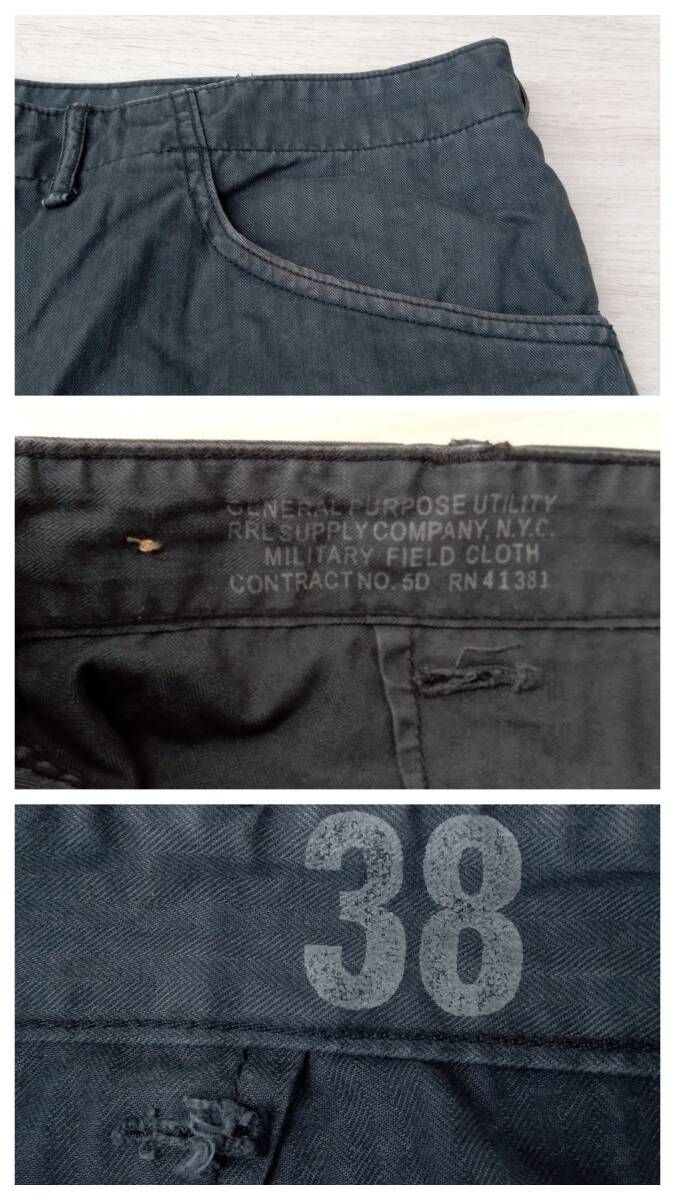 GENERAL PURPOSE UTILITY
RRL SUPPLY COMPANY, N.Y.C.
MILITARY FIELD CLOTH
CONTRACT NO. 5D RN 41381
38